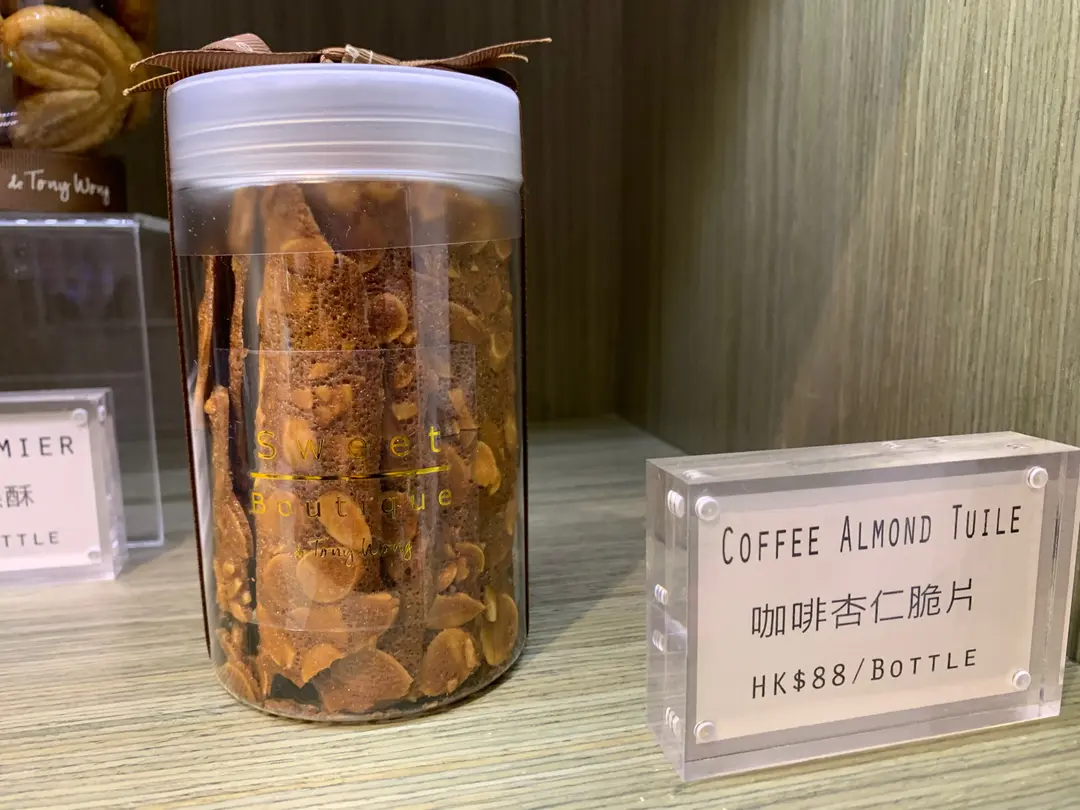 de Tony Wong
MIER
酥
TTLE
Sweet
Boutique
de Tony Wong
COFFEE ALMOND TUILE
咖啡杏仁脆片
HK$88/BOTTLE